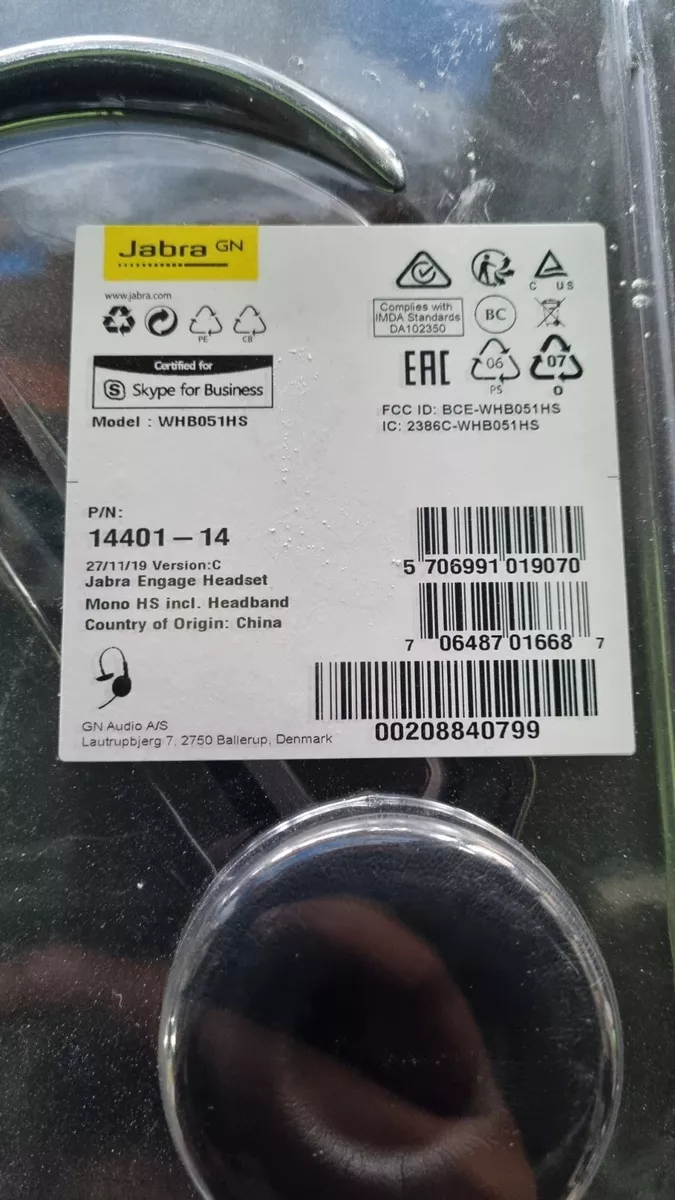 Jabra GN
www.jabra.com
PE
CB
Certified for
Skype for Business
Model : WHB051HS
C US
Complies with
IMDA Standards
DA102350
BC
EAC
06
PS
07
O
FCC ID: BCE-WHB051HS
IC: 2386C-WHB051HS
P/N:
14401-14
27/11/19 Version:C
Jabra Engage Headset
Mono HS incl. Headband
Country of Origin: China
5 706991 019070
7 06487 01668 7
00208840799
GN Audio A/S
Lautrupbjerg 7, 2750 Ballerup, Denmark